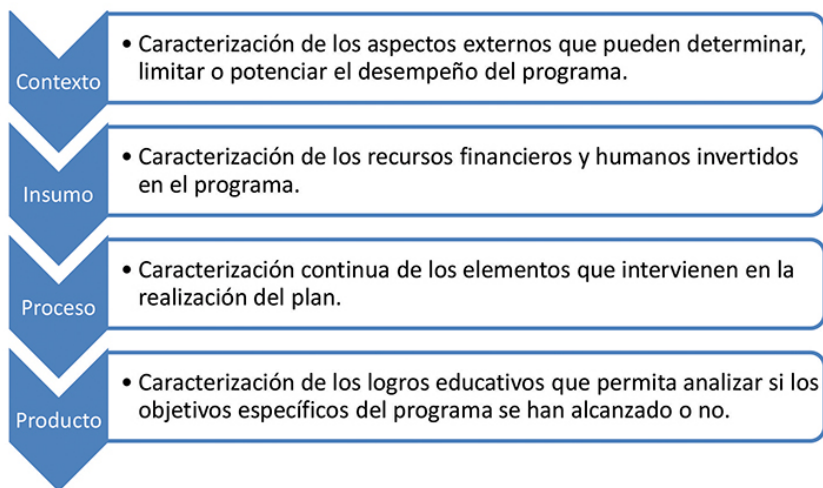 Contexto
• Caracterización de los aspectos externos que pueden determinar,
limitar o potenciar el desempeño del programa.
Insumo
• Caracterización de los recursos financieros y humanos invertidos
en el programa.
Proceso
• Caracterización continua de los elementos que intervienen en la
realización del plan.
Producto
• Caracterización de los logros educativos que permita analizar si los
objetivos específicos del programa se han alcanzado o no.